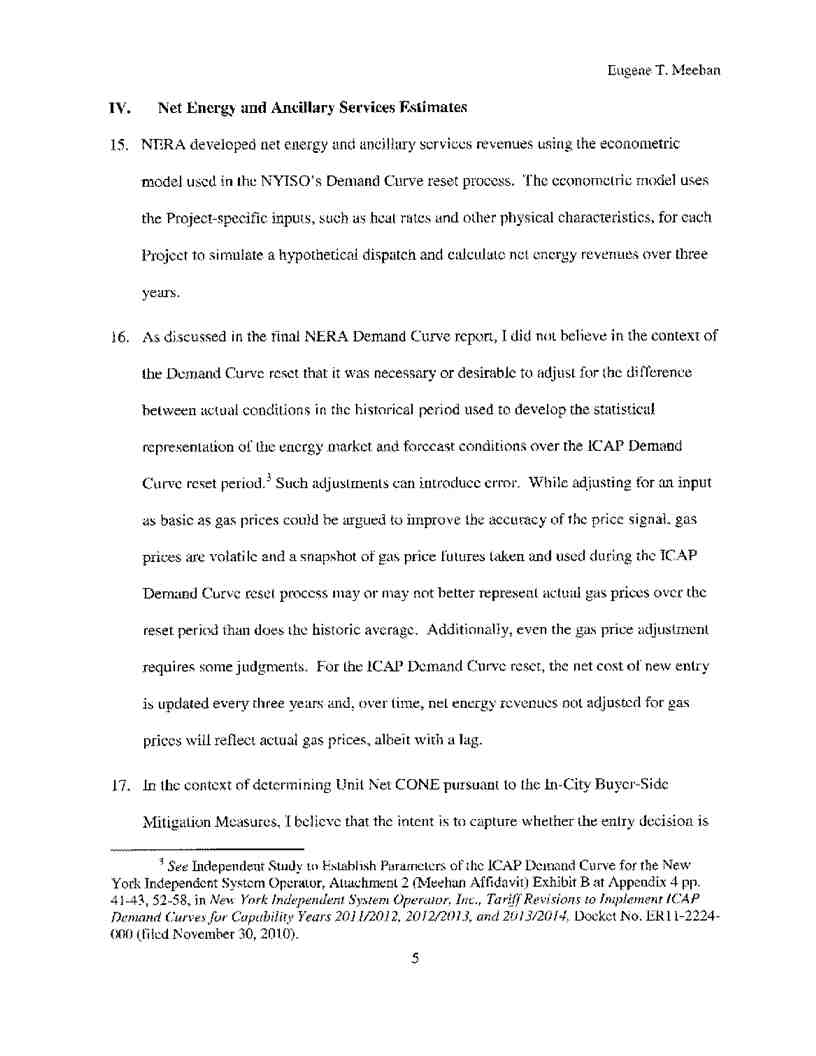 Eugene T. Meehan
IV. Net Energy and Ancillary Services Estimates
15. NERA developed net energy and ancillary services revenues using the econometric
model used in the NYISO's Demand Curve reset process. The econometric model uses
the Project-specific inputs, such as heat rates and other physical characteristics, for each
Project to simulate a hypothetical dispatch and calculate net energy revenues over three
years.
16. As discussed in the final NERA Demand Curve report, I did not believe in the context of
the Demand Curve reset that it was necessary or desirable to adjust for the difference
between actual conditions in the historical period used to develop the statistical
representation of the energy market and forecast conditions over the ICAP Demand
Curve reset period.3 Such adjustments can introduce error. While adjusting for an input
as basic as gas prices could be argued to improve the accuracy of the price signal, gas
prices are volatile and a snapshot of gas price futures taken and used during the ICAP
Demand Curve reset process may or may not better represent actual gas prices over the
reset period than does the historic average. Additionally, even the gas price adjustment
requires some judgments. For the ICAP Demand Curve reset, the net cost of new entry
is updated every three years and, over time, net energy revenues not adjusted for gas
prices will reflect actual gas prices, albeit with a lag.
17. In the context of determining Unit Net CONE pursuant to the In-City Buyer-Side
Mitigation Measures, I believe that the intent is to capture whether the entry decision is
3 See Independent Study to Establish Parameters of the ICAP Demand Curve for the New
York Independent System Operator, Attachment 2 (Meehan Affidavit) Exhibit B at Appendix 4 pp.
41-43, 52-58, in New York Independent System Operator, Inc., Tariff Revisions to Implement ICAP
Demand Curves for Capability Years 2011/2012, 2012/2013, and 2013/2014, Docket No. ER11-2224-
000 (filed November 30, 2010).
5